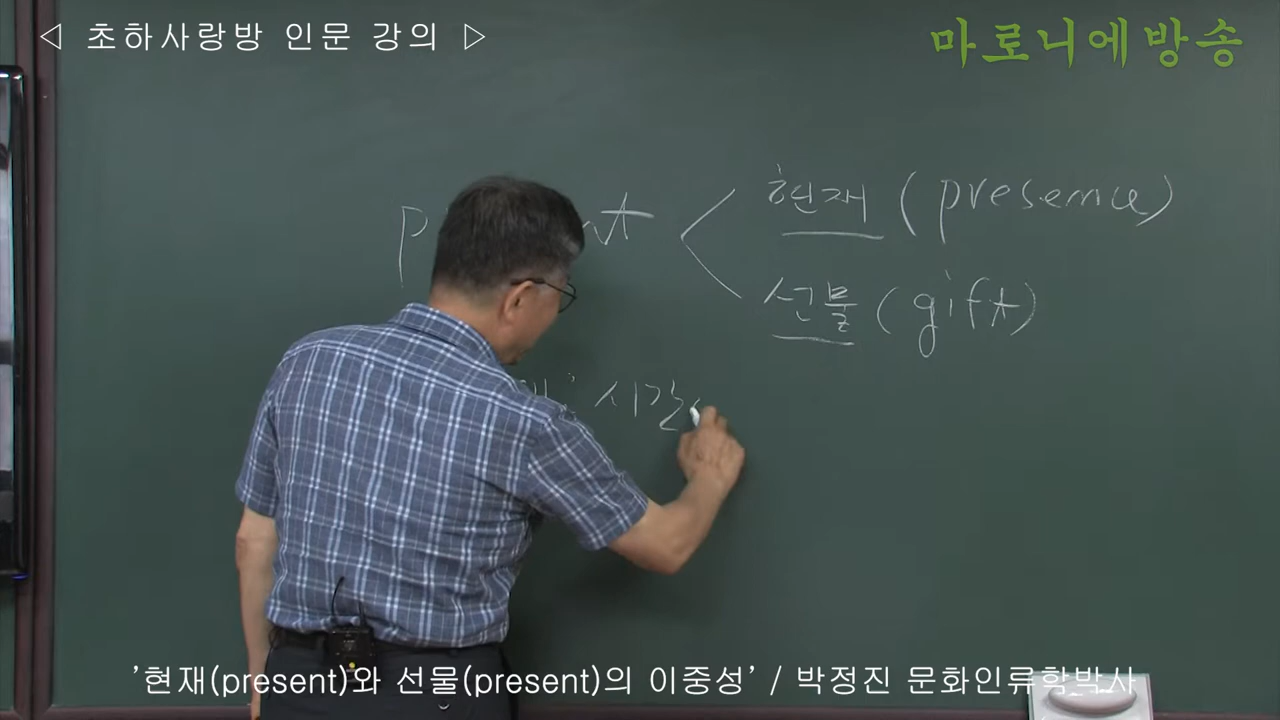 ◁ 초하사랑방 인문 강의 ▷
마로니에방송
현재 (presence)
선물 (gift)
시간
'현재(present)와 선물(present)의 이중성' / 박정진 문화인류학박사